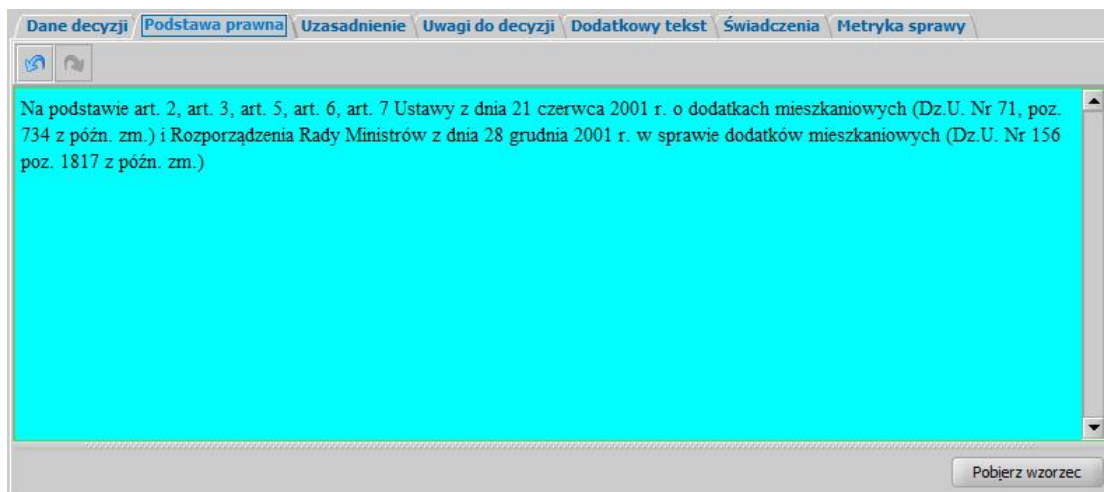 Dane decyzji Podstawa prawna Uzasadnienie Uwagi do decyzji Dodatkowy tekst Świadczenia Metryka sprawy
Na podstawie art. 2, art. 3, art. 5, art. 6, art. 7 Ustawy z dnia 21 czerwca 2001 r. o dodatkach mieszkaniowych (Dz.U. Nr 71, poz.
734 z późn. zm.) i Rozporządzenia Rady Ministrów z dnia 28 grudnia 2001 r. w sprawie dodatków mieszkaniowych (Dz.U. Nr 156
poz. 1817 z późn. zm.)
Pobierz wzorzec